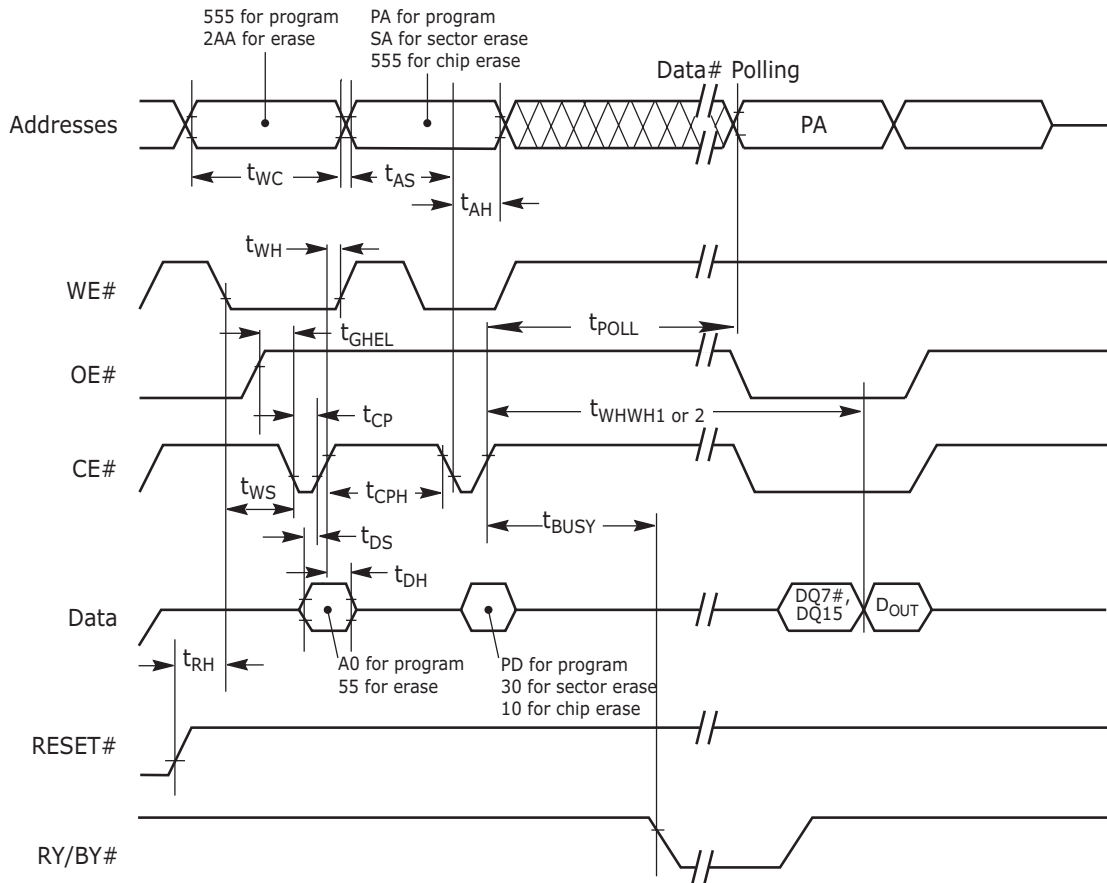 555 for program
2AA for erase
PA for program
SA for sector erase
555 for chip erase
Data# Polling
Addresses
PA
tWC
tAS
tAH
tWH
WE#
tGHEL
tPOLL
OE#
tCP
tWHWH1 or 2
CE#
tWS
tCPH
tDS
tBUSY
tDH
Data
DQ7#,
DQ15
DOUT
tRH
A0 for program
55 for erase
PD for program
30 for sector erase
10 for chip erase
RESET#
RY/BY#